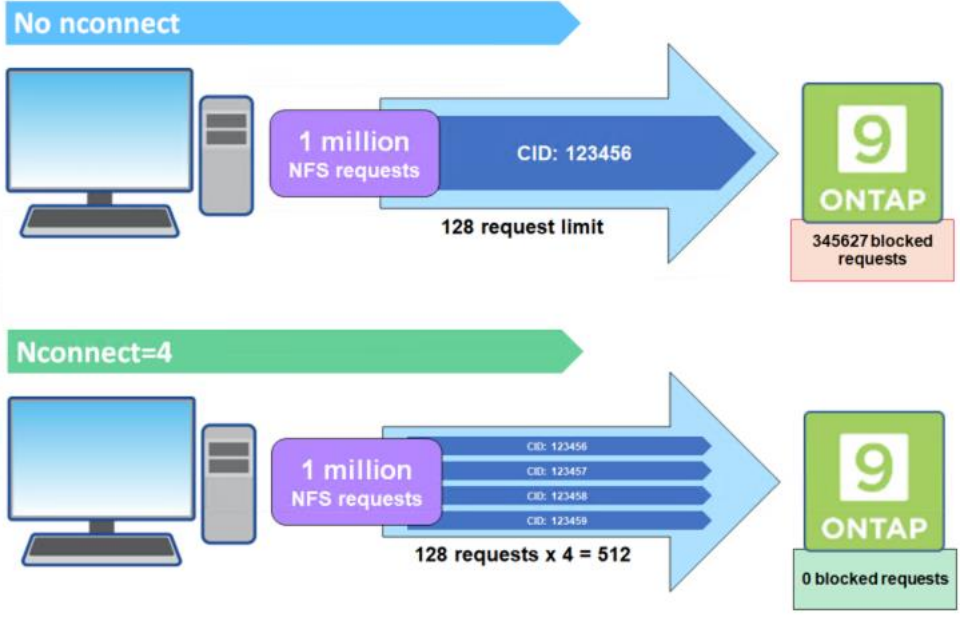 No nconnect
1 million
NFS requests
CID: 123456
128 request limit
9
ONTAP
345627 blocked
requests
Nconnect=4
1 million
NFS requests
CID: 123456
CID: 123457
CID: 123458
CID: 123459
128 requests x 4 = 512
9
ONTAP
0 blocked requests